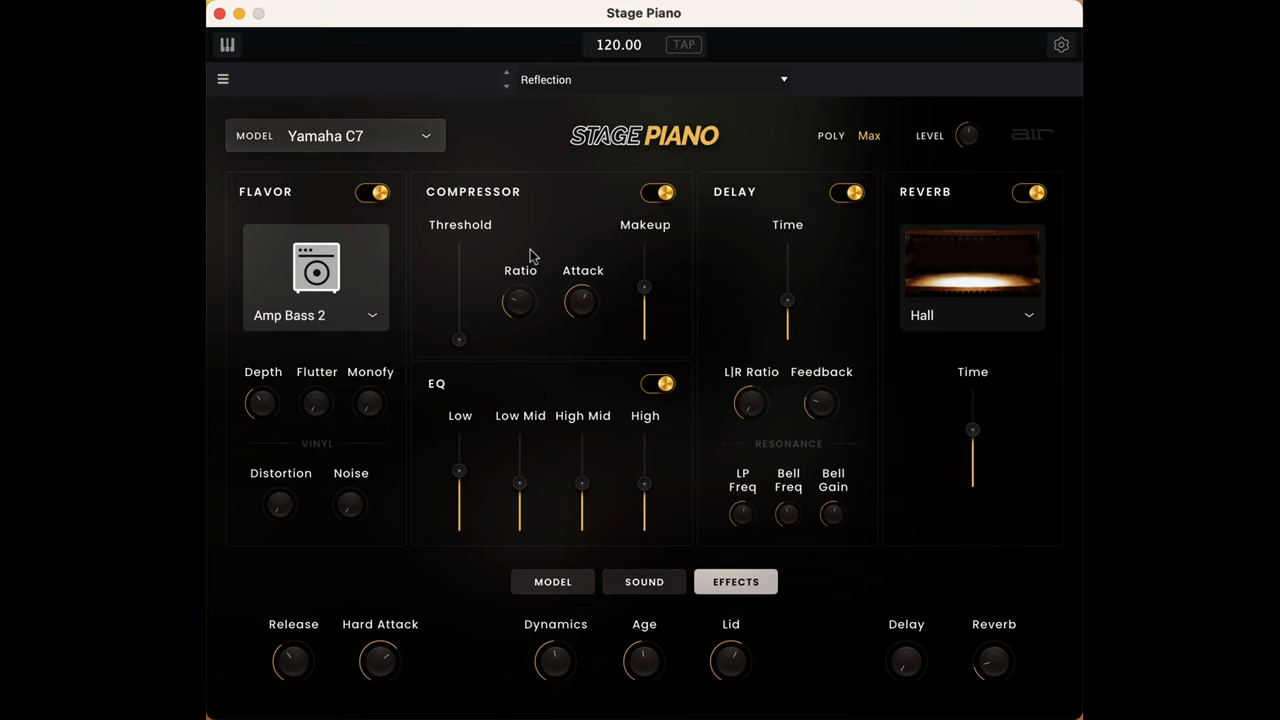 Stage Piano
120.00 TAP
Reflection
MODEL Yamaha C7
STAGE PIANO
POLY Max
LEVEL
air
FLAVOR
Amp Bass 2
Depth Flutter Monofy
VINYL
Distortion Noise
COMPRESSOR
Threshold
Makeup
Ratio Attack
EQ
Low Low Mid High Mid High
DELAY
Time
L|R Ratio Feedback
RESONANCE
LP Freq
Bell Freq
Bell Gain
REVERB
Hall
Time
MODEL SOUND EFFECTS
Release Hard Attack Dynamics Age Lid Delay Reverb